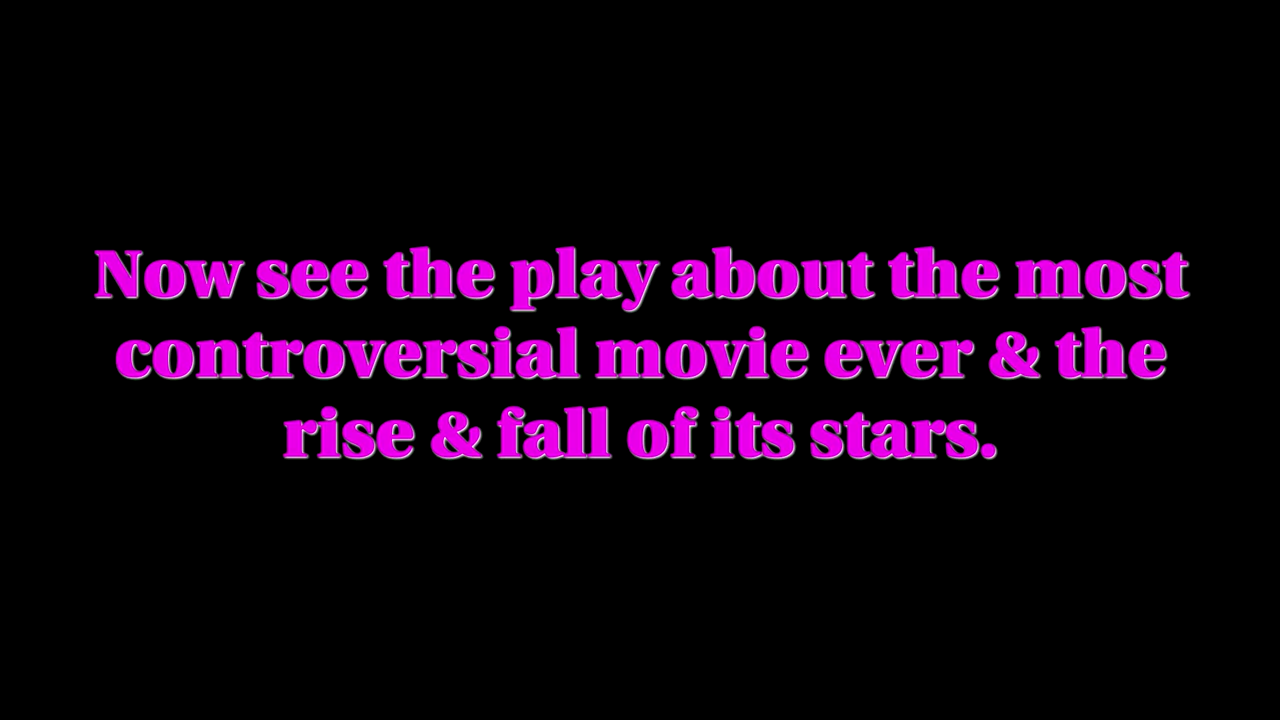 Now see the play about the most
controversial movie ever & the
rise & fall of its stars.